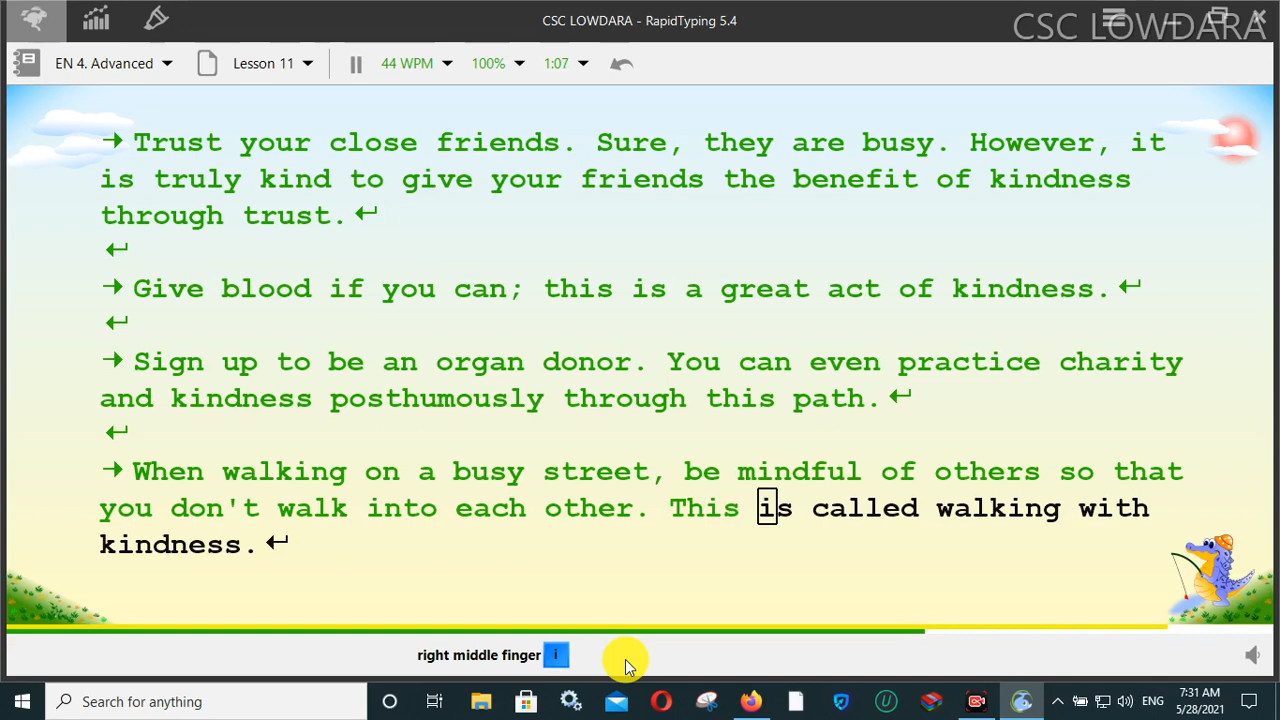 CSC LOWDARA - RapidTyping 5.4
CSC LOWDARA
EN 4. Advanced
Lesson 11
44 WPM
100%
1:07
→ Trust your close friends. Sure, they are busy. However, it
is truly kind to give your friends the benefit of kindness
through trust. ↵
↵
→ Give blood if you can; this is a great act of kindness. ↵
↵
→ Sign up to be an organ donor. You can even practice charity
and kindness posthumously through this path. ↵
↵
→ When walking on a busy street, be mindful of others so that
you don't walk into each other. This is called walking with
kindness. ↵
right middle finger i
Search for anything
ENG
7:31 AM
5/28/2021